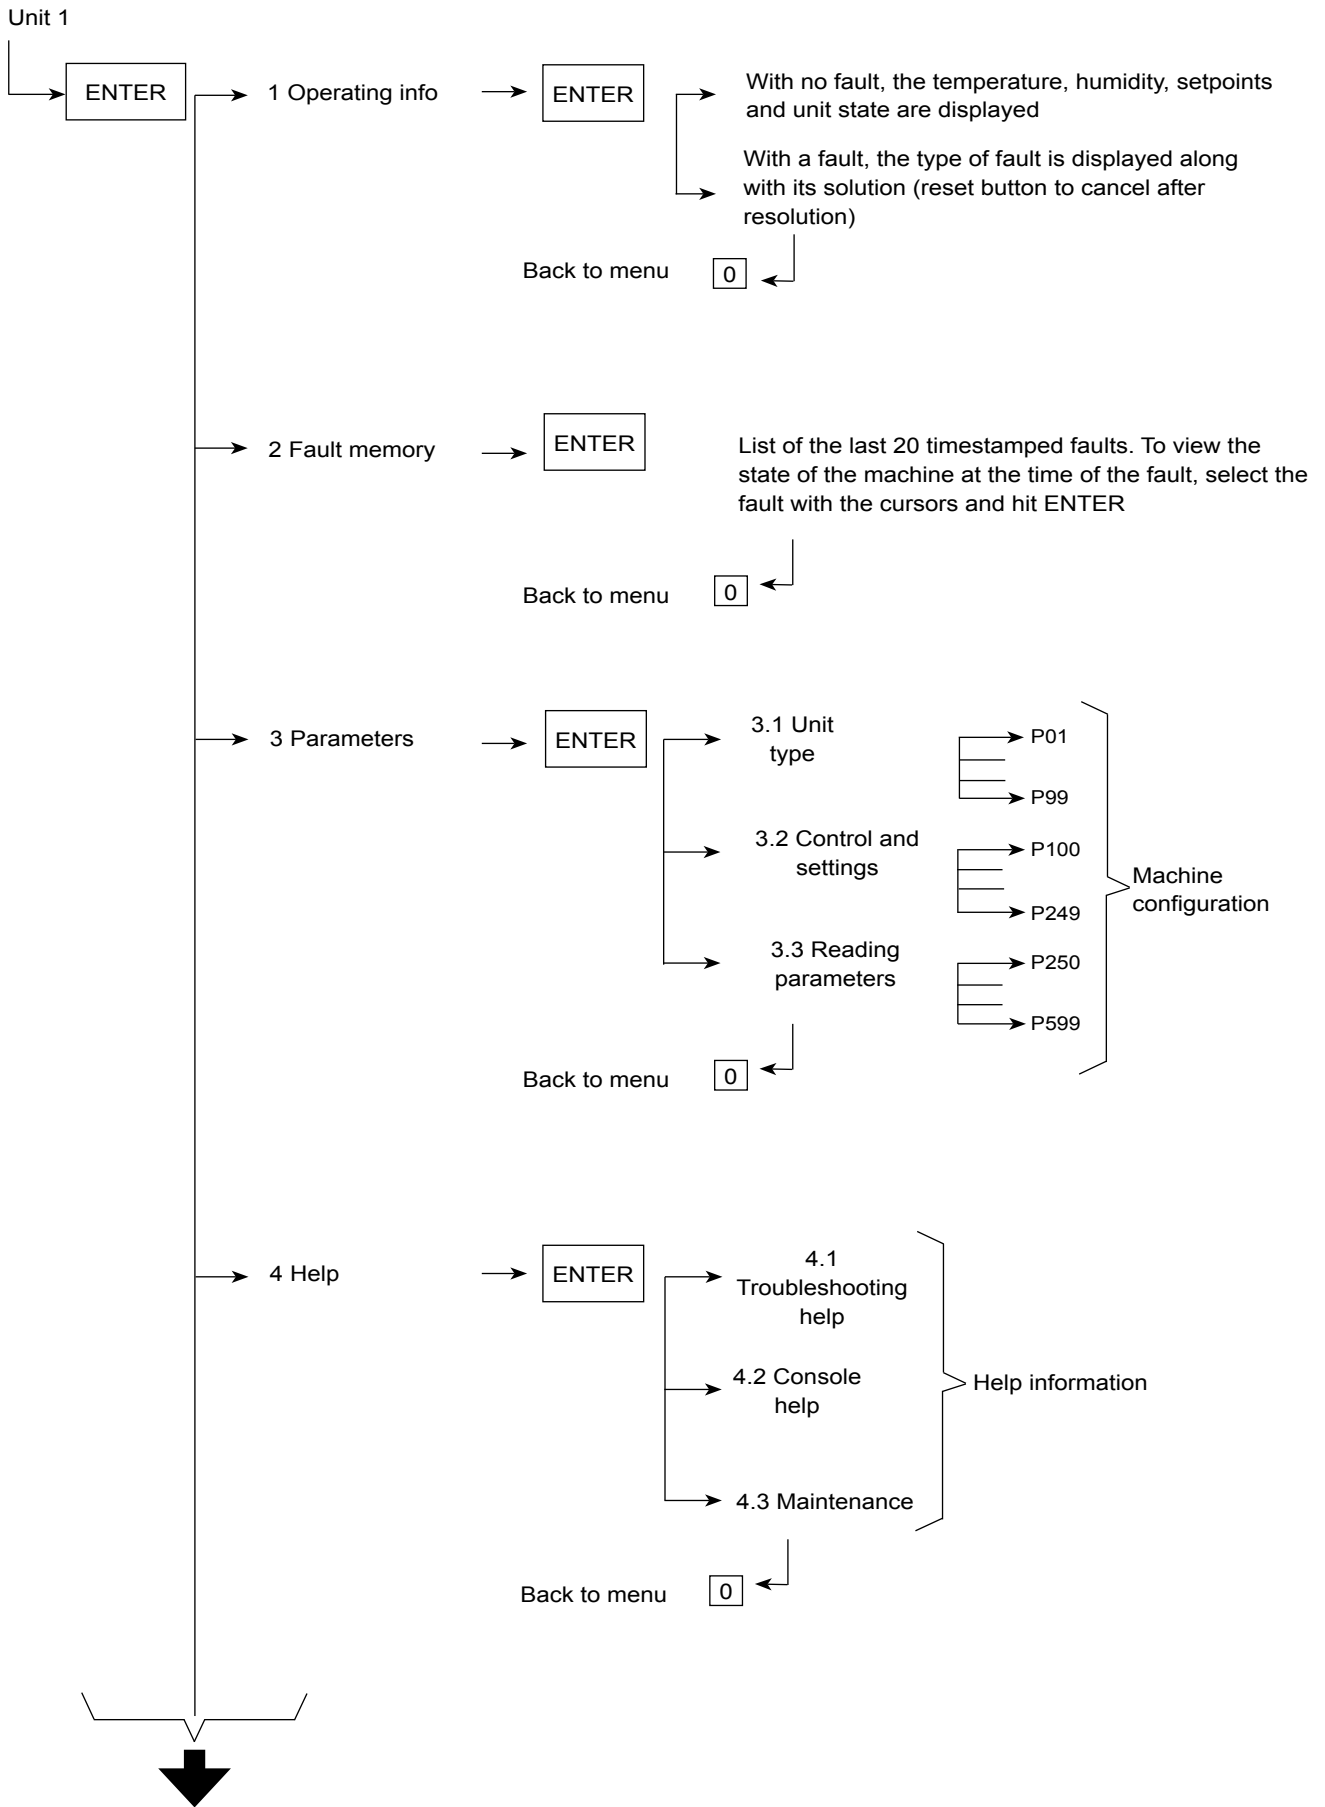 Unit 1
ENTER
1 Operating info
ENTER
With no fault, the temperature, humidity, setpoints
and unit state are displayed
With a fault, the type of fault is displayed along
with its solution (reset button to cancel after
resolution)
Back to menu
0
2 Fault memory
ENTER
List of the last 20 timestamped faults. To view the
state of the machine at the time of the fault, select the
fault with the cursors and hit ENTER
Back to menu
0
3 Parameters
ENTER
3.1 Unit
type
P01
P99
3.2 Control and
settings
P100
P249
3.3 Reading
parameters
P250
P599
Machine
configuration
Back to menu
0
4 Help
ENTER
4.1
Troubleshooting
help
4.2 Console
help
4.3 Maintenance
Help information
Back to menu
0